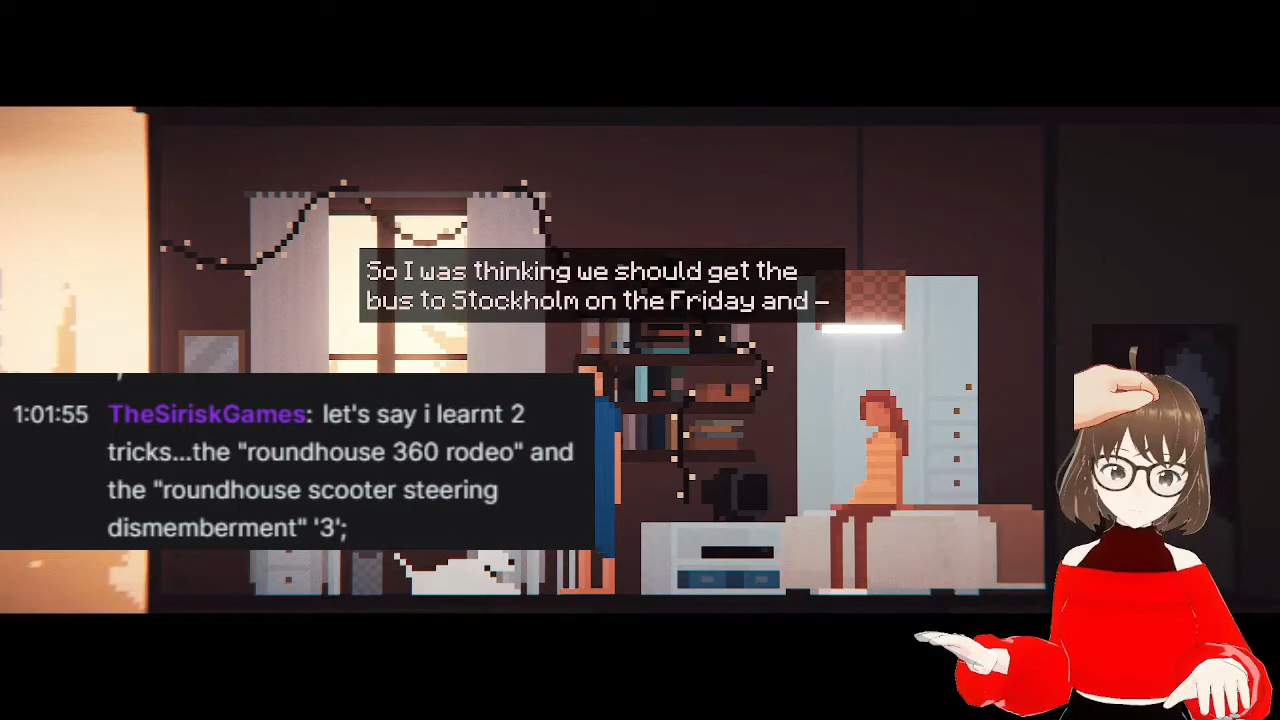 So I was thinking we should get the
bus to Stockholm on the Friday and –
1:01:55 TheSiriskGames: let's say i learnt 2
tricks...the "roundhouse 360 rodeo" and
the "roundhouse scooter steering
dismemberment" '3';